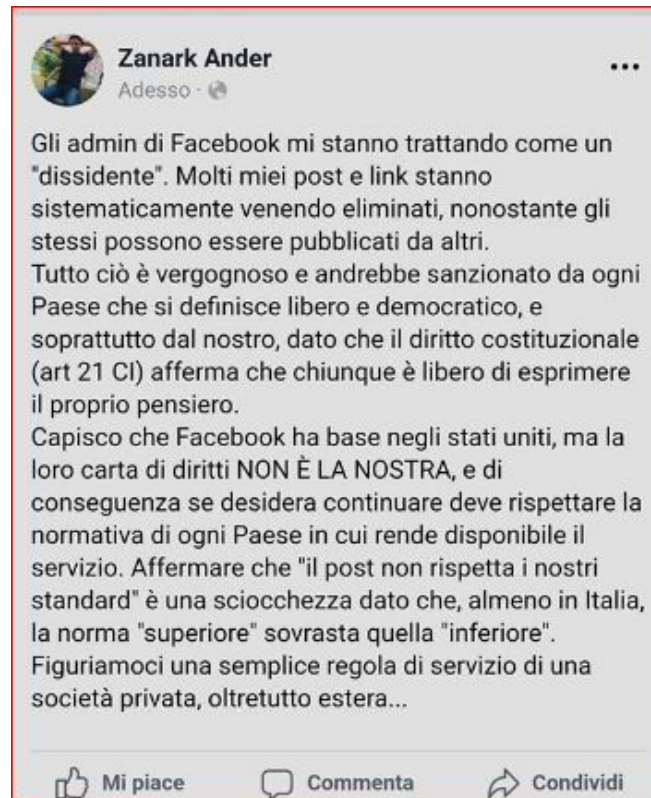 Zanark Ander
Adesso ·
Gli admin di Facebook mi stanno trattando come un
"dissidente". Molti miei post e link stanno
sistematicamente venendo eliminati, nonostante gli
stessi possono essere pubblicati da altri.
Tutto ciò è vergognoso e andrebbe sanzionato da ogni
Paese che si definisce libero e democratico, e
soprattutto dal nostro, dato che il diritto costituzionale
(art 21 CI) afferma che chiunque è libero di esprimere
il proprio pensiero.
Capisco che Facebook ha base negli stati uniti, ma la
loro carta di diritti NON È LA NOSTRA, e di
conseguenza se desidera continuare deve rispettare la
normativa di ogni Paese in cui rende disponibile il
servizio. Affermare che "il post non rispetta i nostri
standard" è una sciocchezza dato che, almeno in Italia,
la norma "superiore" sovrasta quella "inferiore".
Figuriamoci una semplice regola di servizio di una
società privata, oltretutto estera...
Mi piace Commenta Condividi